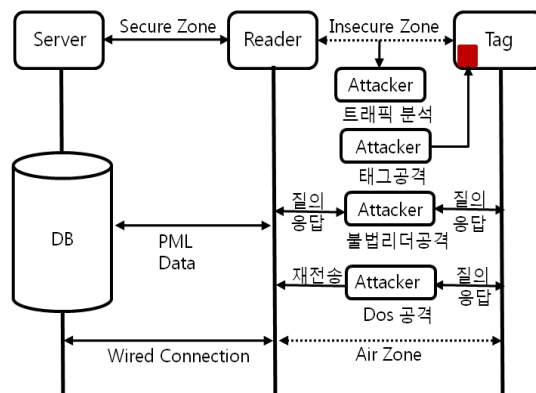 Server
Secure Zone
Reader
Insecure Zone
Tag
Attacker
트래픽 분석
Attacker
태그공격
질의
응답
Attacker
질의
응답
불법리더공격
DB
PML
Data
재전송
Attacker
질의
응답
Dos 공격
Wired Connection
Air Zone